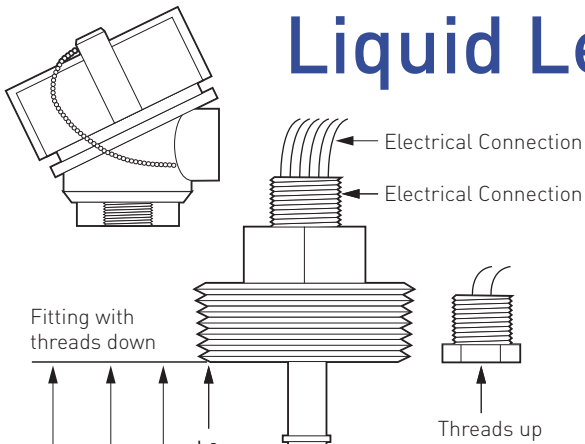 Liquid Le
Electrical Connection
Electrical Connection
Fitting with
threads down
Threads up